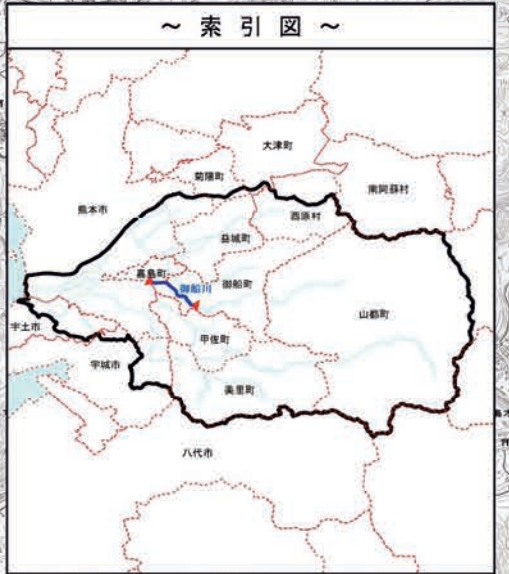 ～ 索 引 図 ～
大津町
菊陽町
南阿蘇村
熊本市
西原村
益城町
嘉島町
御船川
御船町
山都町
宇土市
甲佐町
宇城市
美里町
八代市